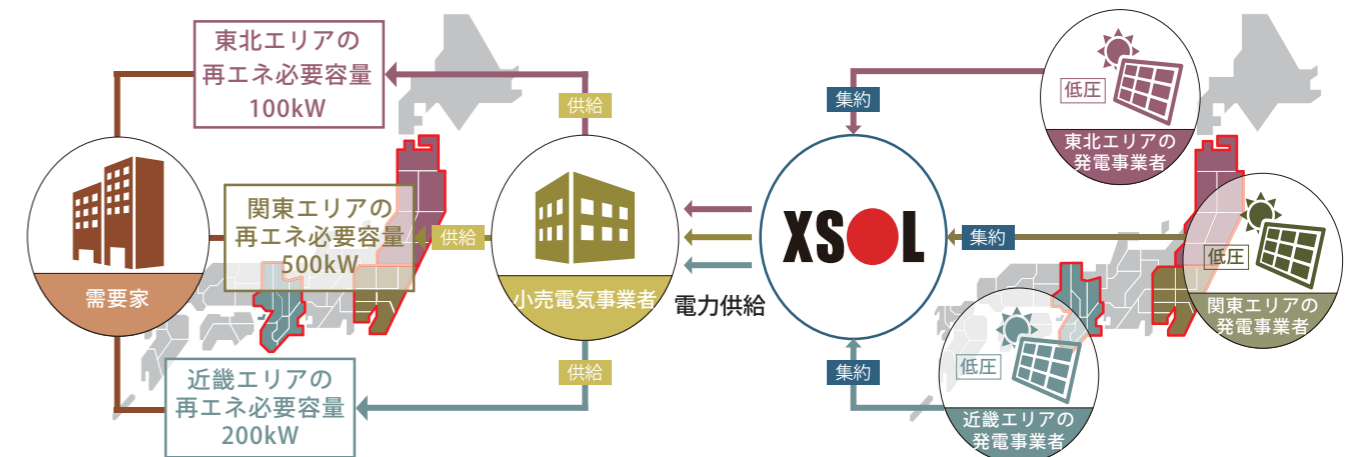 東北エリアの
再エネ必要容量
100kW
供給
関東エリアの
再エネ必要容量
500kW
供給
需要家
小売電気事業者
近畿エリアの
再エネ必要容量
200kW
供給
電力供給
集約
XSOL
集約
集約
低圧
東北エリアの
発電事業者
低圧
関東エリアの
発電事業者
低圧
近畿エリアの
発電事業者